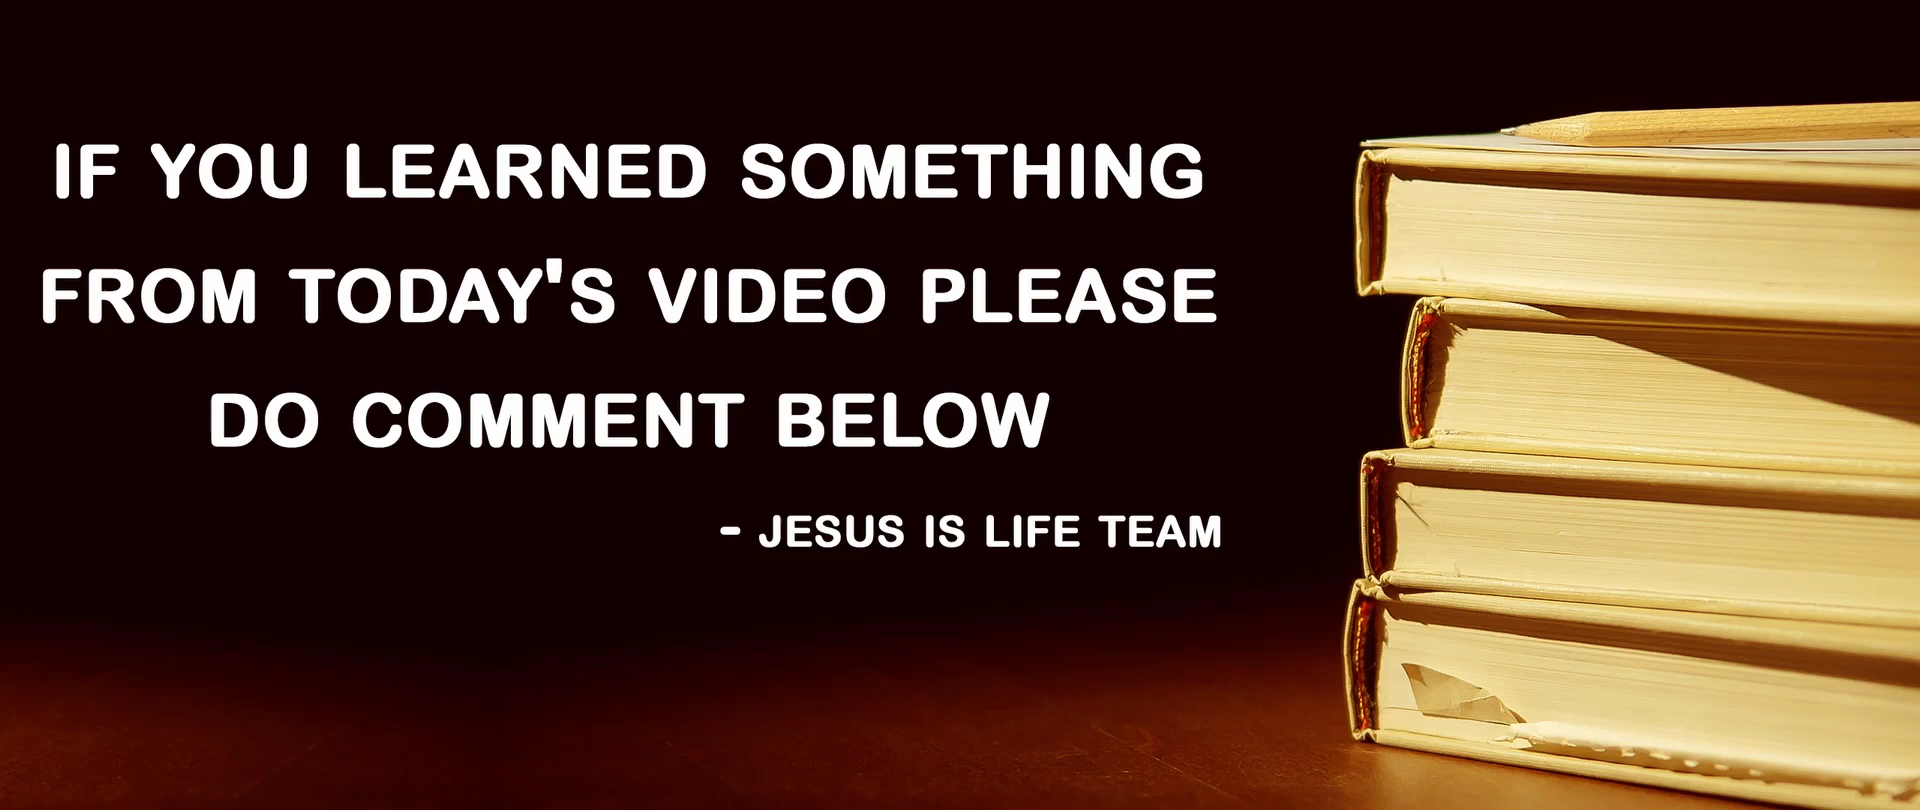 IF YOU LEARNED SOMETHING
FROM TODAY'S VIDEO PLEASE
DO COMMENT BELOW
- JESUS IS LIFE TEAM